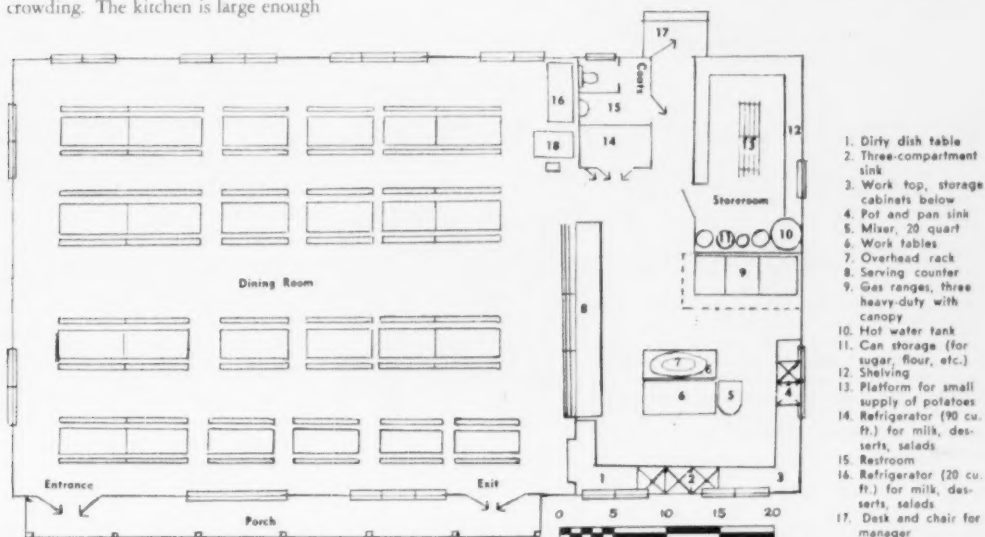 crowding. The kitchen is large enough
17
Coats
16
15
12
18
14
13
Storeroom
11
10
9
Dining Room
8
7
6
6
5
4
Entrance
Exit
1
2
3
Porch
0 5 10 15 20
1. Dirty dish table
2. Three-compartment
sink
3. Work top, storage
cabinets below
4. Pot and pan sink
5. Mixer, 20 quart
6. Work tables
7. Overhead rack
8. Serving counter
9. Gas ranges, three
heavy-duty with
canopy
10. Hot water tank
11. Can storage (for
sugar, flour, etc.)
12. Shelving
13. Platform for small
supply of potatoes
14. Refrigerator (90 cu.
ft.) for milk, des-
serts, salads
15. Restroom
16. Refrigerator (20 cu.
ft.) for milk, des-
serts, salads
17. Desk and chair for
manager